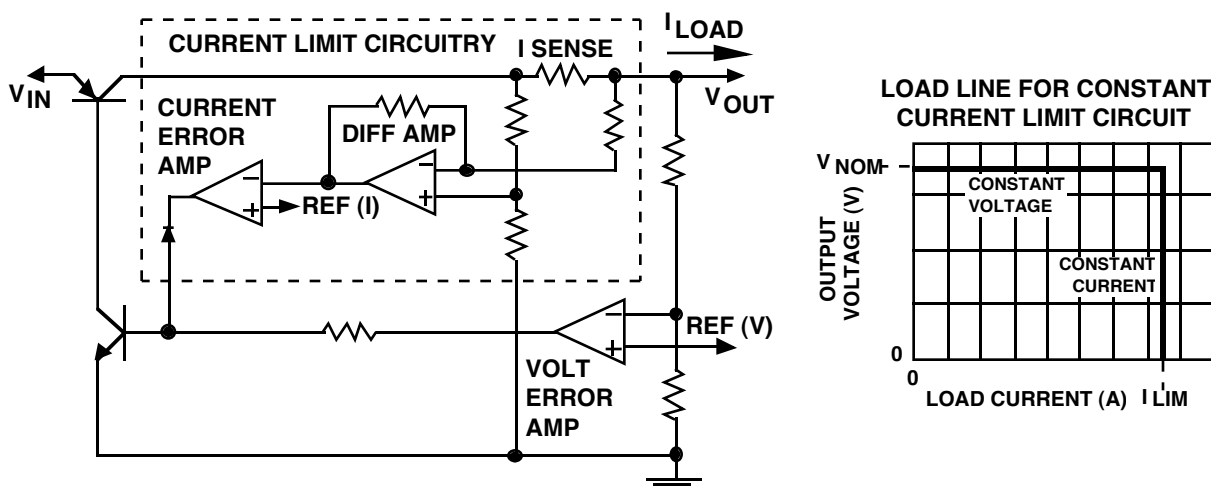 CURRENT LIMIT CIRCUITRY
I SENSE
I LOAD
V IN
V OUT
CURRENT
ERROR
AMP
DIFF AMP
REF (I)
REF (V)
VOLT
ERROR
AMP
LOAD LINE FOR CONSTANT
CURRENT LIMIT CIRCUIT
V NOM
CONSTANT
VOLTAGE
CONSTANT
CURRENT
OUTPUT
VOLTAGE (V)
0
0
LOAD CURRENT (A)
I LIM